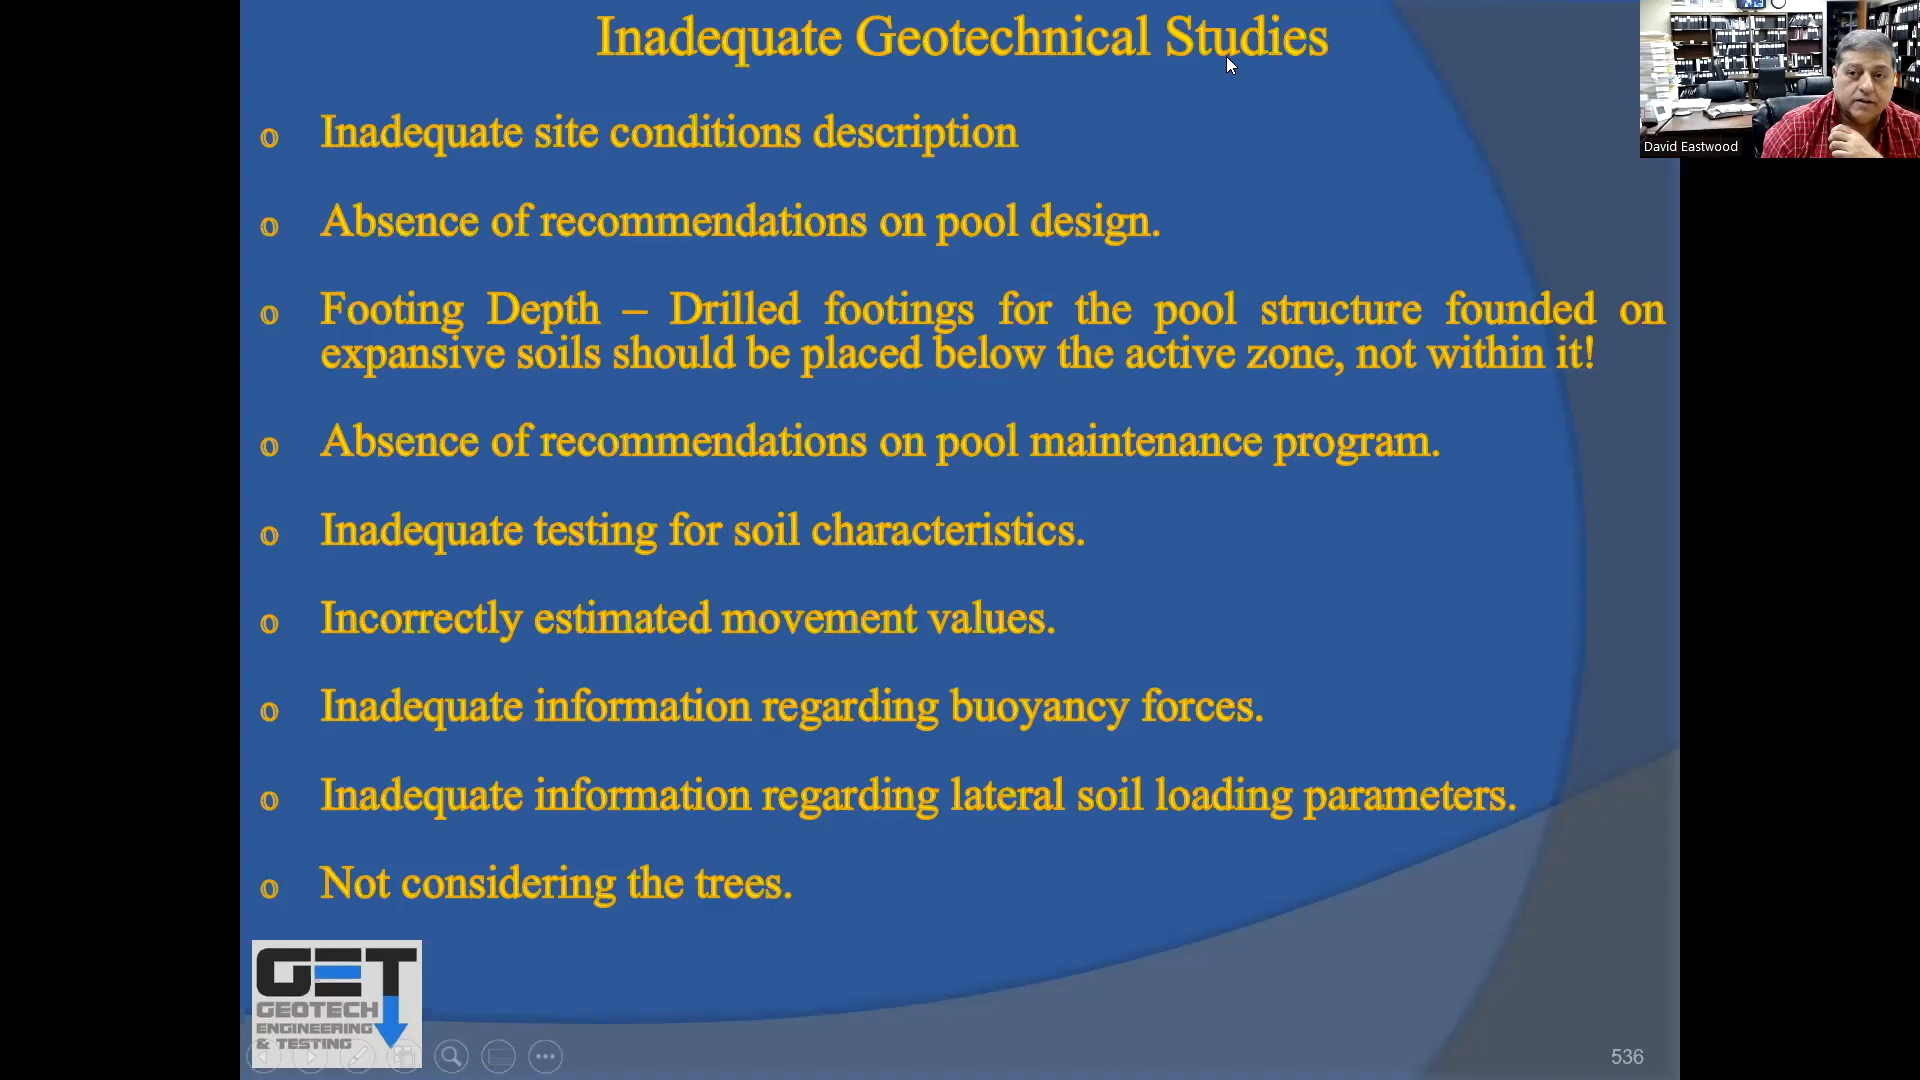 Inadequate Geotechnical Studies
David Eastwood
o Inadequate site conditions description
o Absence of recommendations on pool design.
o Footing Depth – Drilled footings for the pool structure founded on
expansive soils should be placed below the active zone, not within it!
o Absence of recommendations on pool maintenance program.
o Inadequate testing for soil characteristics.
o Incorrectly estimated movement values.
o Inadequate information regarding buoyancy forces.
o Inadequate information regarding lateral soil loading parameters.
o Not considering the trees.
GET
GEOTECH
ENGINEERING
& TESTING
536